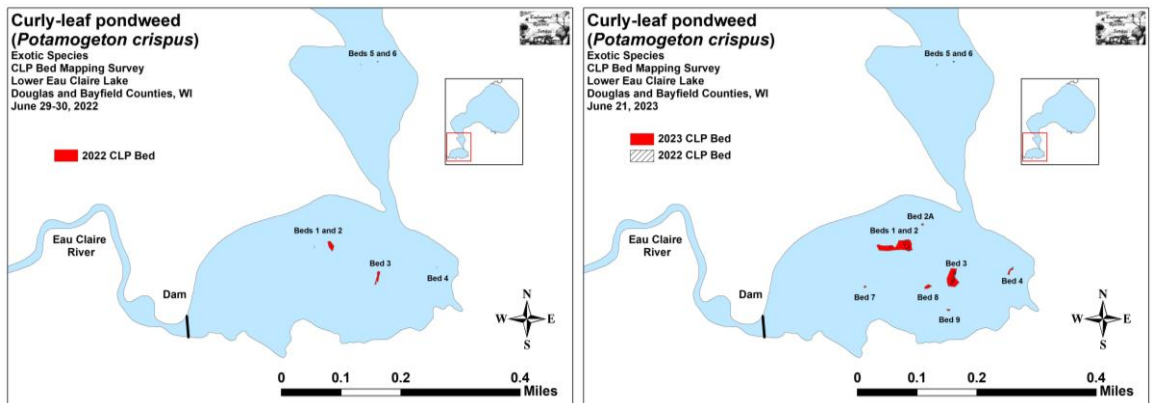 Curly-leaf pondweed
(Potamogeton crispus)
Exotic Species
CLP Bed Mapping Survey
Lower Eau Claire Lake
Douglas and Bayfield Counties, WI
June 29-30, 2022
2022 CLP Bed
Beds 5 and 6
Beds 1 and 2
Bed 3
Bed 4
Eau Claire
River
Dam
N
W E
S
0 0.1 0.2 0.4
Miles
Curly-leaf pondweed
(Potamogeton crispus)
Exotic Species
CLP Bed Mapping Survey
Lower Eau Claire Lake
Douglas and Bayfield Counties, WI
June 21, 2023
2023 CLP Bed
2022 CLP Bed
Beds 5 and 6
Bed 2A
Beds 1 and 2
Bed 3
Bed 4
Bed 7
Bed 8
Bed 9
Eau Claire
River
Dam
N
W E
S
0 0.1 0.2 0.4
Miles